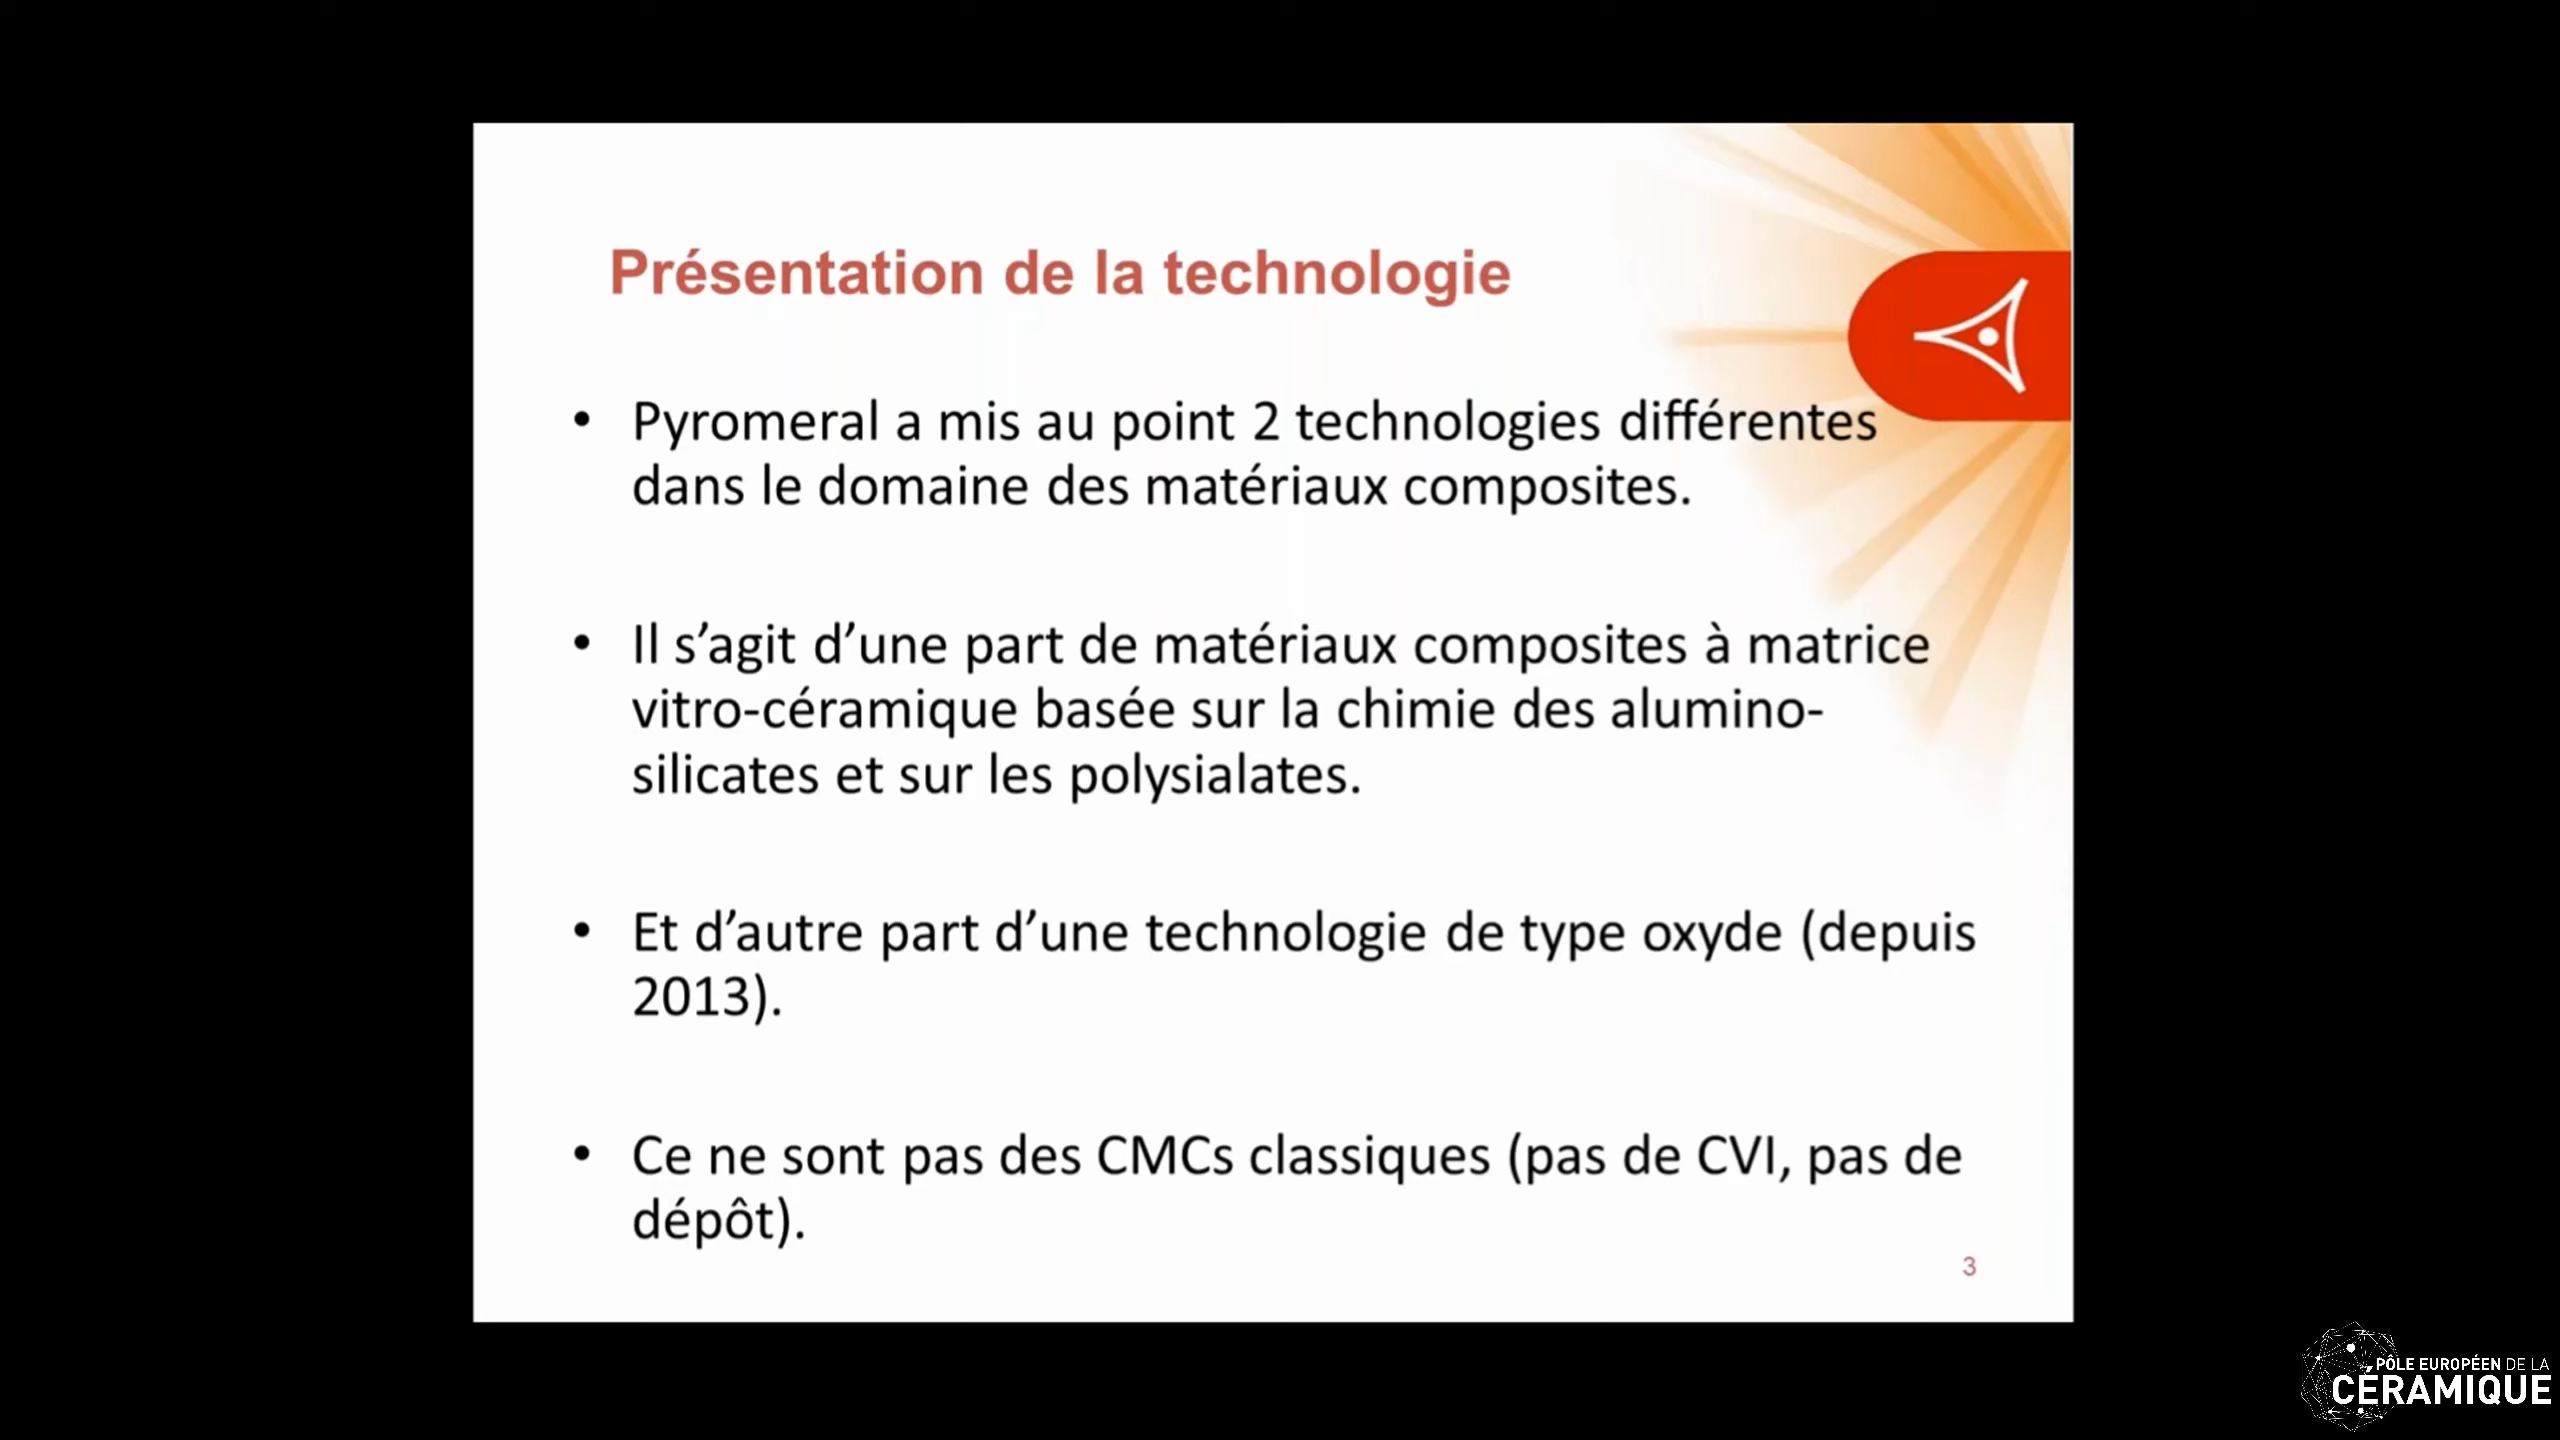 Présentation de la technologie
• Pyromeral a mis au point 2 technologies différentes
dans le domaine des matériaux composites.
• Il s’agit d’une part de matériaux composites à matrice
vitro-céramique basée sur la chimie des alumino-
silicates et sur les polysialates.
• Et d’autre part d’une technologie de type oxyde (depuis
2013).
• Ce ne sont pas des CMCs classiques (pas de CVI, pas de
dépôt).
3
PÔLE EUROPÉEN DE LA
CÉRAMIQUE